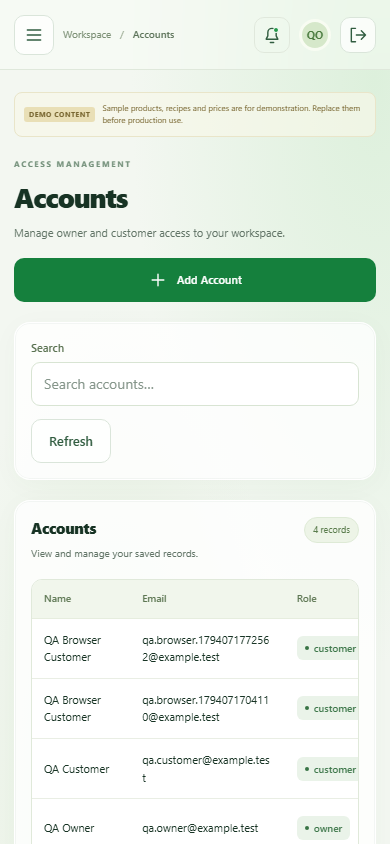 Workspace / Accounts
QO
DEMO CONTENT
Sample products, recipes and prices are for demonstration. Replace them
before production use.
ACCESS MANAGEMENT
Accounts
Manage owner and customer access to your workspace.
Add Account
Search
Search accounts...
Refresh
Accounts
4 records
View and manage your saved records.
Name Email Role
QA Browser
Customer
qa.browser.179407177256
2@example.test
customer
QA Browser
Customer
qa.browser.179407170411
0@example.test
customer
QA Customer
qa.customer@example.tes
t
customer
QA Owner
qa.owner@example.test
owner